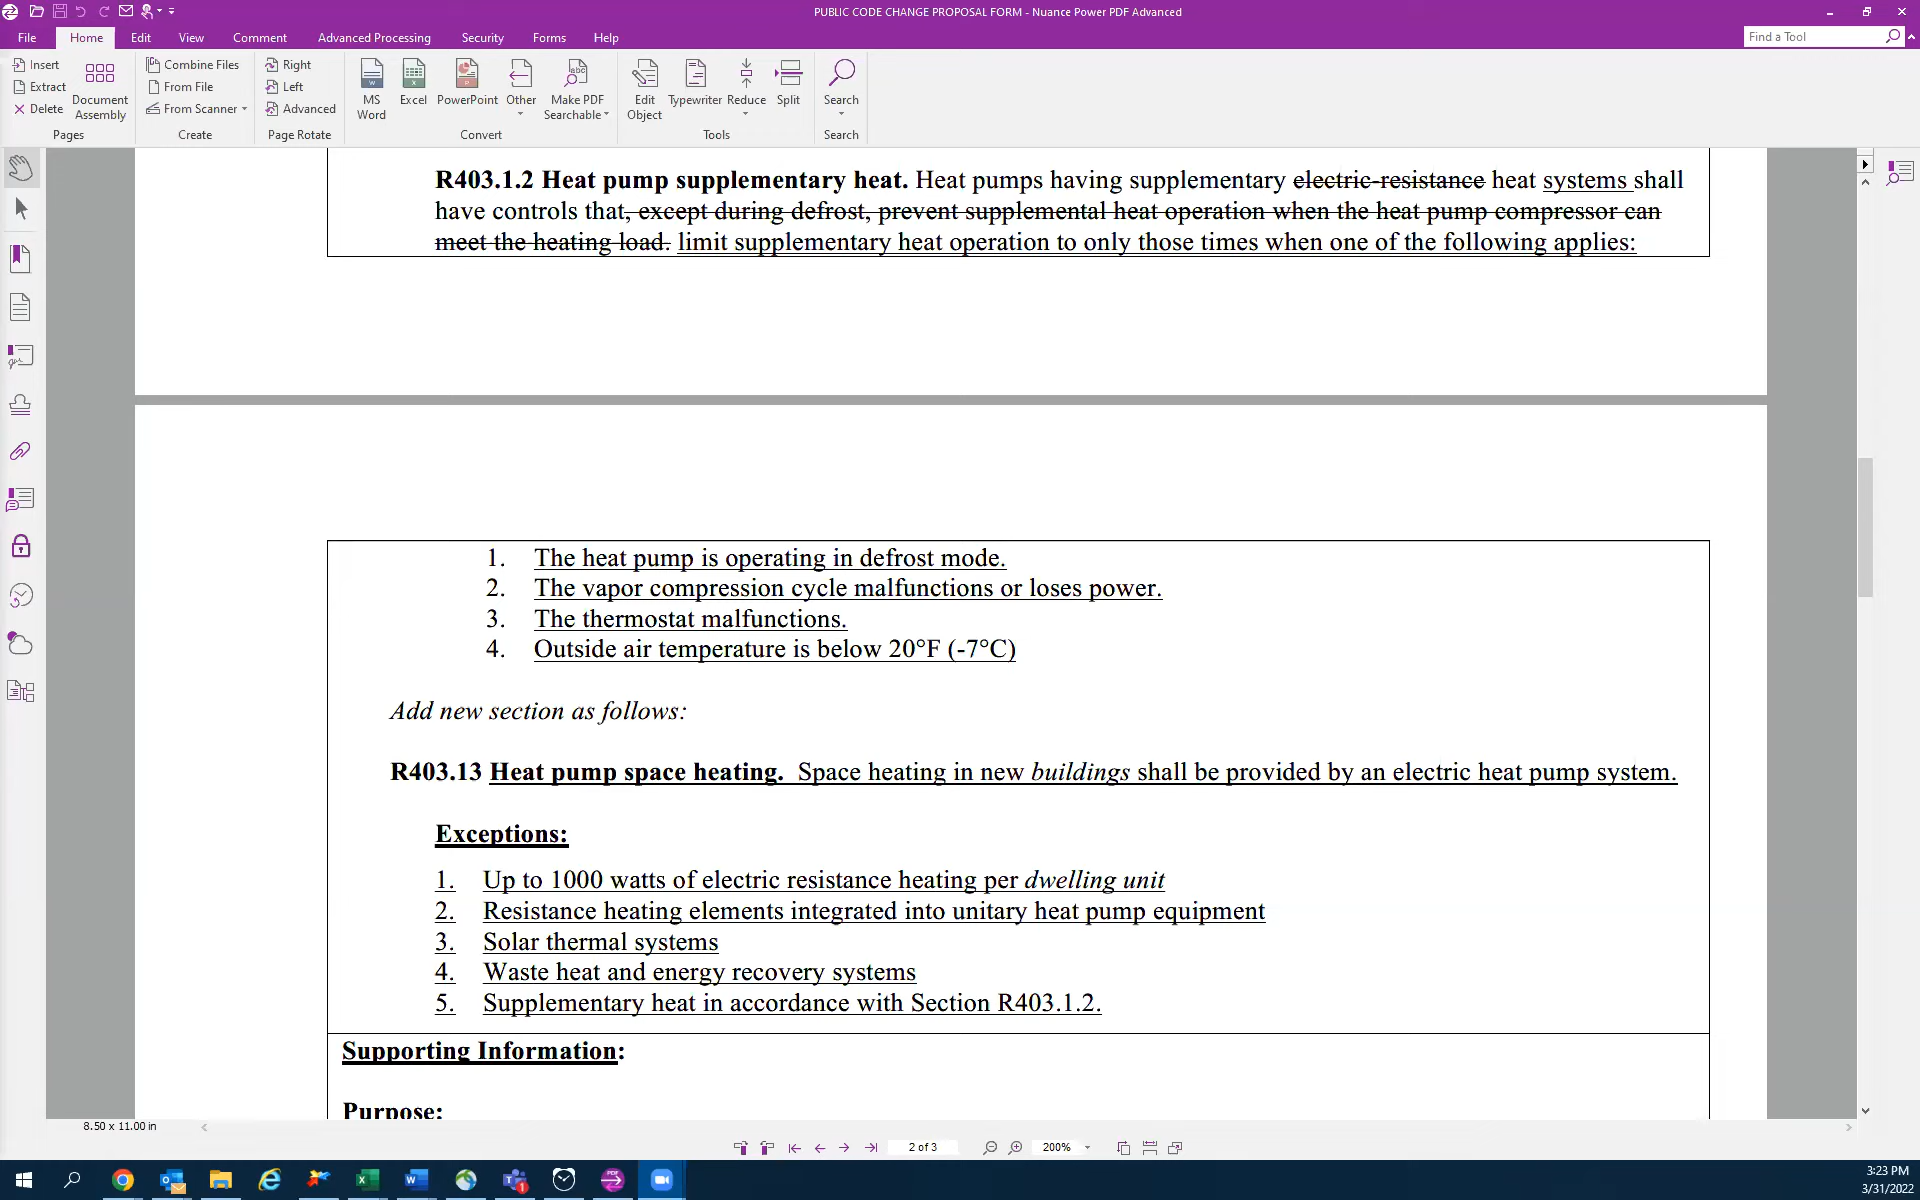 PUBLIC CODE CHANGE PROPOSAL FORM - Nuance Power PDF Advanced
File Home Edit View Comment Advanced Processing Security Forms Help
Find a Tool
Insert
Extract
Delete
Document Assembly
Pages
Combine Files
From File
From Scanner
Create
Right
Left
Advanced
Page Rotate
MS Word
Excel
PowerPoint
Other
Make PDF Searchable
Convert
Edit Object
Typewriter
Reduce
Split
Tools
Search
Search
R403.1.2 Heat pump supplementary heat. Heat pumps having supplementary electric-resistance heat systems shall
have controls that, except during defrost, prevent supplemental heat operation when the heat pump compressor can
meet the heating load. limit supplementary heat operation to only those times when one of the following applies:
1. The heat pump is operating in defrost mode.
2. The vapor compression cycle malfunctions or loses power.
3. The thermostat malfunctions.
4. Outside air temperature is below 20°F (-7°C)
Add new section as follows:
R403.13 Heat pump space heating. Space heating in new buildings shall be provided by an electric heat pump system.
Exceptions:
1. Up to 1000 watts of electric resistance heating per dwelling unit
2. Resistance heating elements integrated into unitary heat pump equipment
3. Solar thermal systems
4. Waste heat and energy recovery systems
5. Supplementary heat in accordance with Section R403.1.2.
Supporting Information:
Purpose:
8.50 x 11.00 in
2 of 3
200%
3:23 PM
3/31/2022